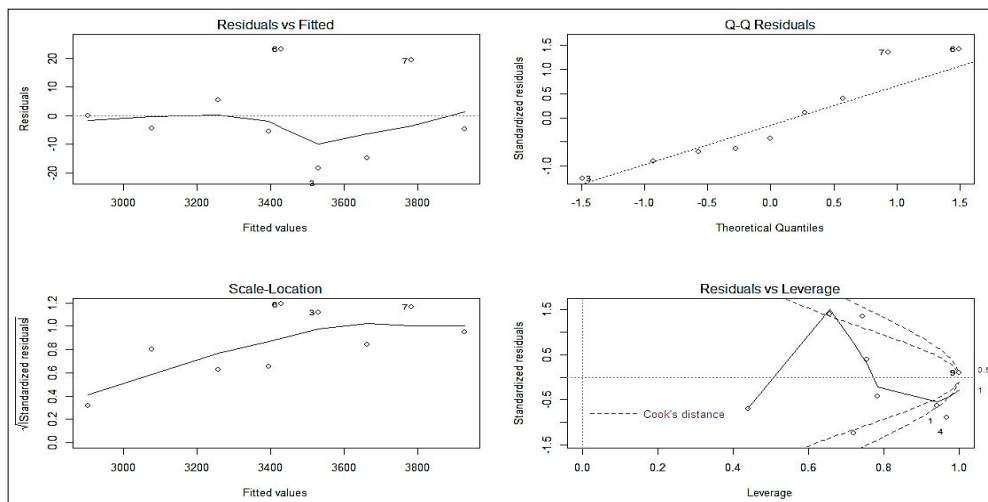 Residuals vs Fitted
Residuals
20
10
0
-10
-20
6
7
3
3000 3200 3400 3600 3800
Fitted values
Q-Q Residuals
Standardized residuals
1.5
1.0
0.5
0.0
-1.0
3
7
6
-1.5 -1.0 -0.5 0.0 0.5 1.0 1.5
Theoretical Quantiles
Scale-Location
√|Standardized residuals|
1.2
1.0
0.8
0.6
0.4
0.2
0.0
6
3
7
3000 3200 3400 3600 3800
Fitted values
Residuals vs Leverage
Standardized residuals
1.5
0.5
-0.5
-1.5
9
0.5
1
Cook's distance
1
4
0.0 0.2 0.4 0.6 0.8 1.0
Leverage